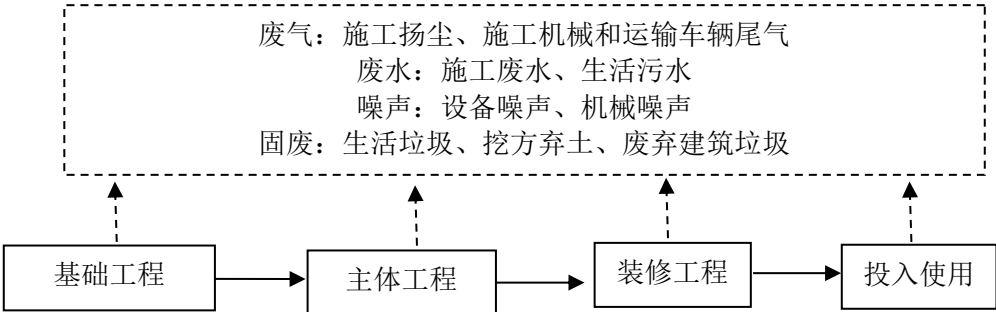 废气：施工扬尘、施工机械和运输车辆尾气
废水：施工废水、生活污水
噪声：设备噪声、机械噪声
固废：生活垃圾、挖方弃土、废弃建筑垃圾
基础工程
主体工程
装修工程
投入使用